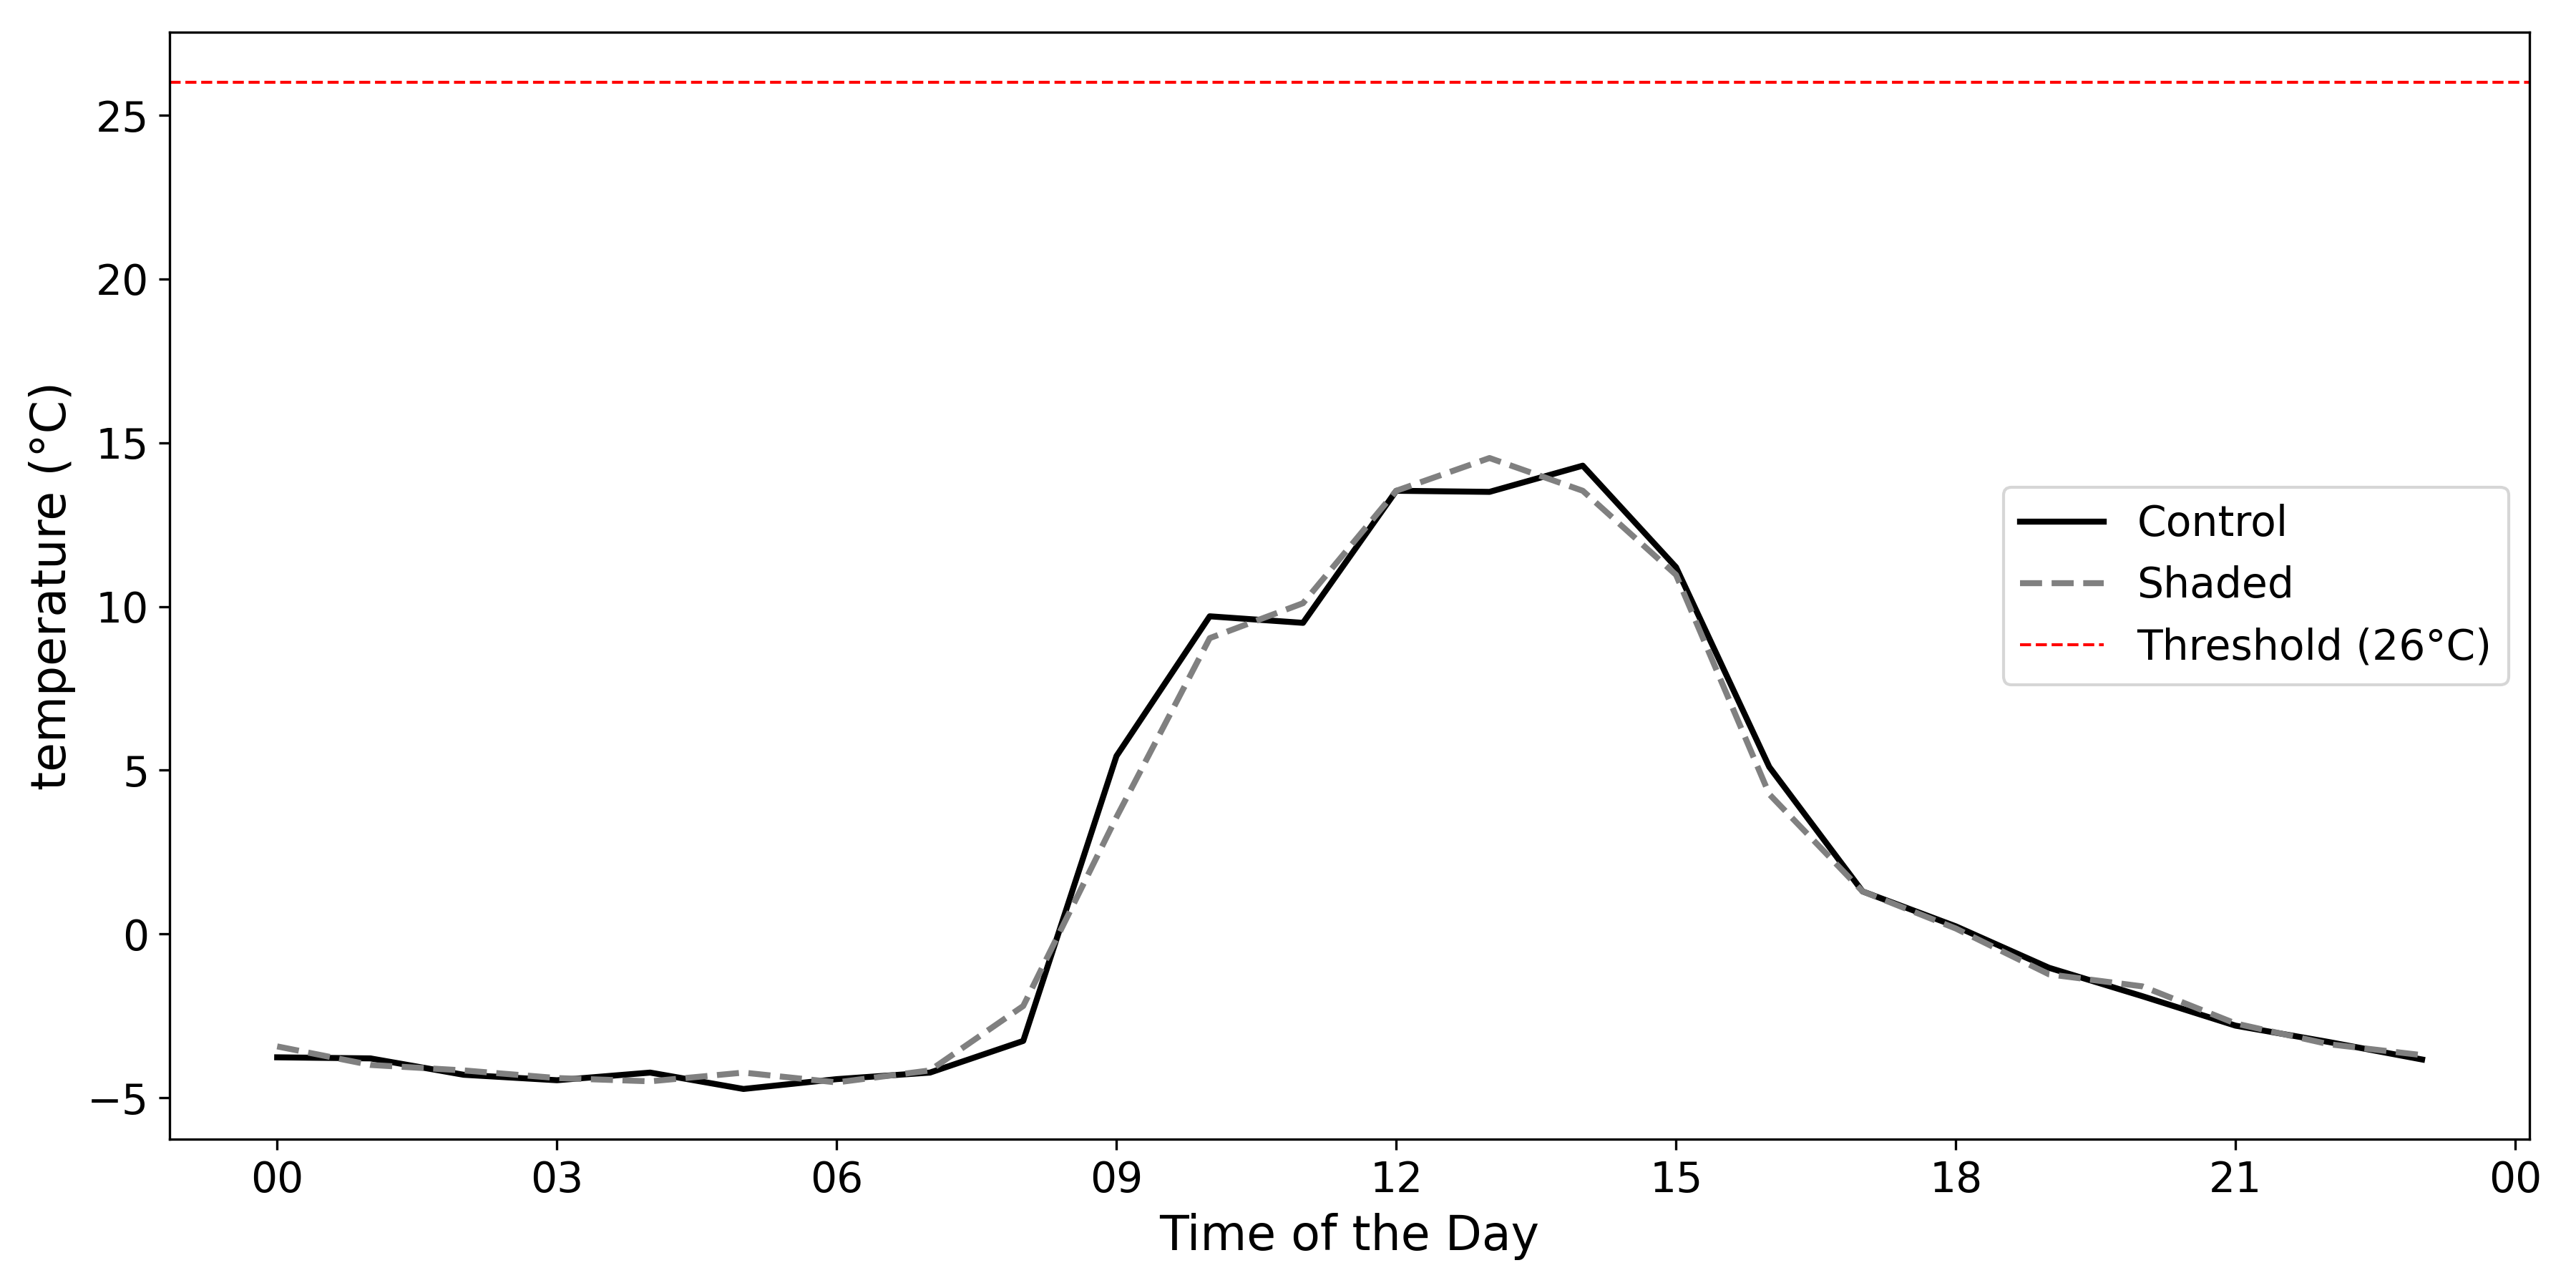 25
20
15
10
5
0
−5
temperature (°C)
Control
Shaded
Threshold (26°C)
00 03 06 09 12 15 18 21 00
Time of the Day